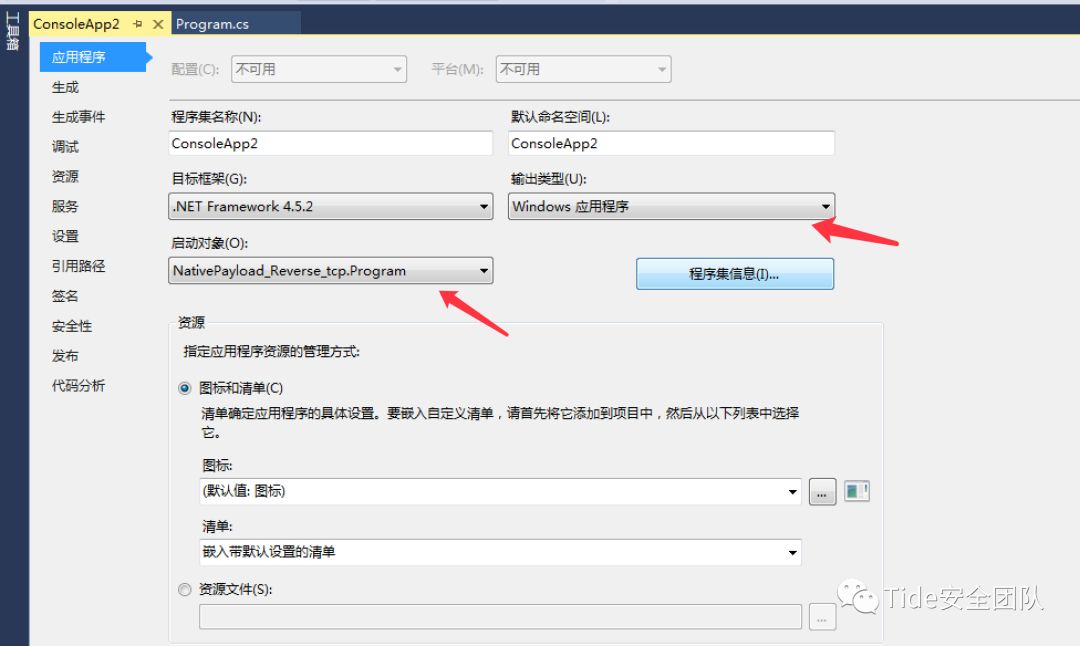 工具箱
ConsoleApp2
Program.cs
应用程序
生成
生成事件
调试
资源
服务
设置
引用路径
签名
安全性
发布
代码分析
配置(C):
不可用
平台(M):
不可用
程序集名称(N):
默认命名空间(L):
ConsoleApp2
ConsoleApp2
目标框架(G):
输出类型(U):
.NET Framework 4.5.2
Windows 应用程序
启动对象(O):
NativePayload_Reverse_tcp.Program
程序集信息(I)...
资源
指定应用程序资源的管理方式:
图标和清单(C)
清单确定应用程序的具体设置。要嵌入自定义清单，请首先将它添加到项目中，然后从以下列表中选择
它。
图标:
(默认值: 图标)
...
清单:
嵌入带默认设置的清单
资源文件(S):
...
Tide安全团队